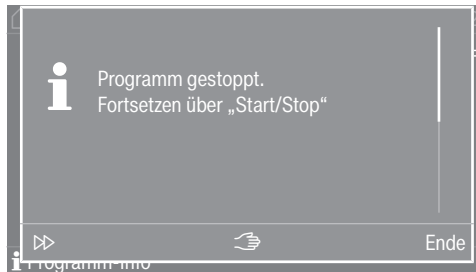 Programm gestoppt.
Fortsetzen über „Start/Stop“
Ende
Programm-Info